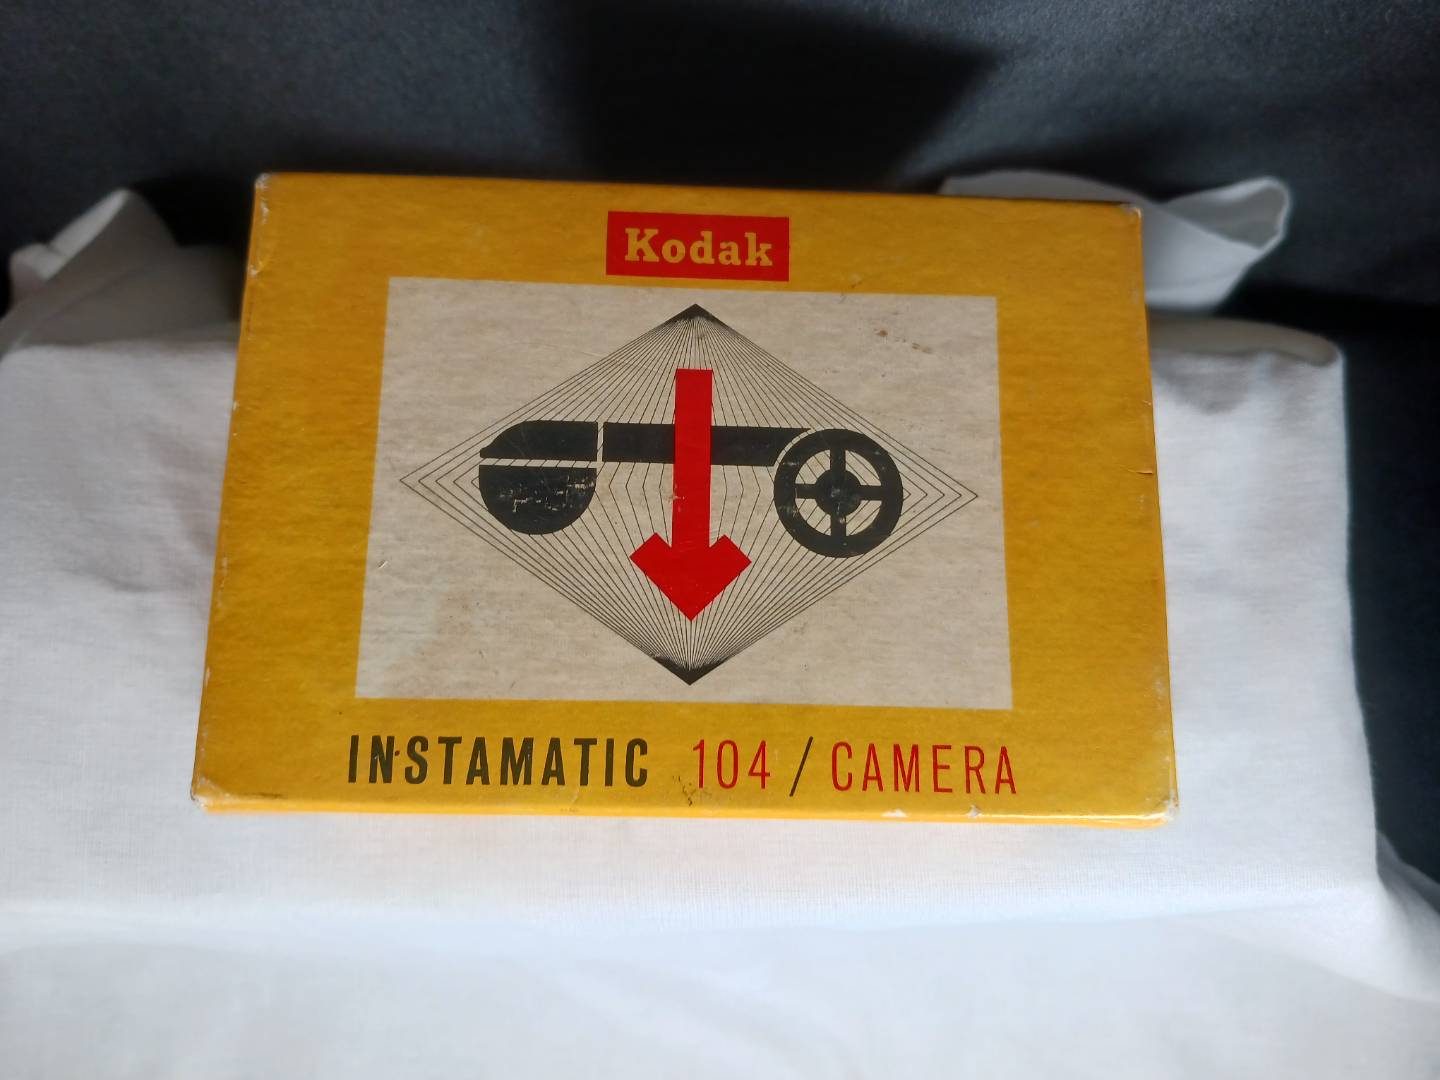 Kodak
INSTAMATIC 104 / CAMERA